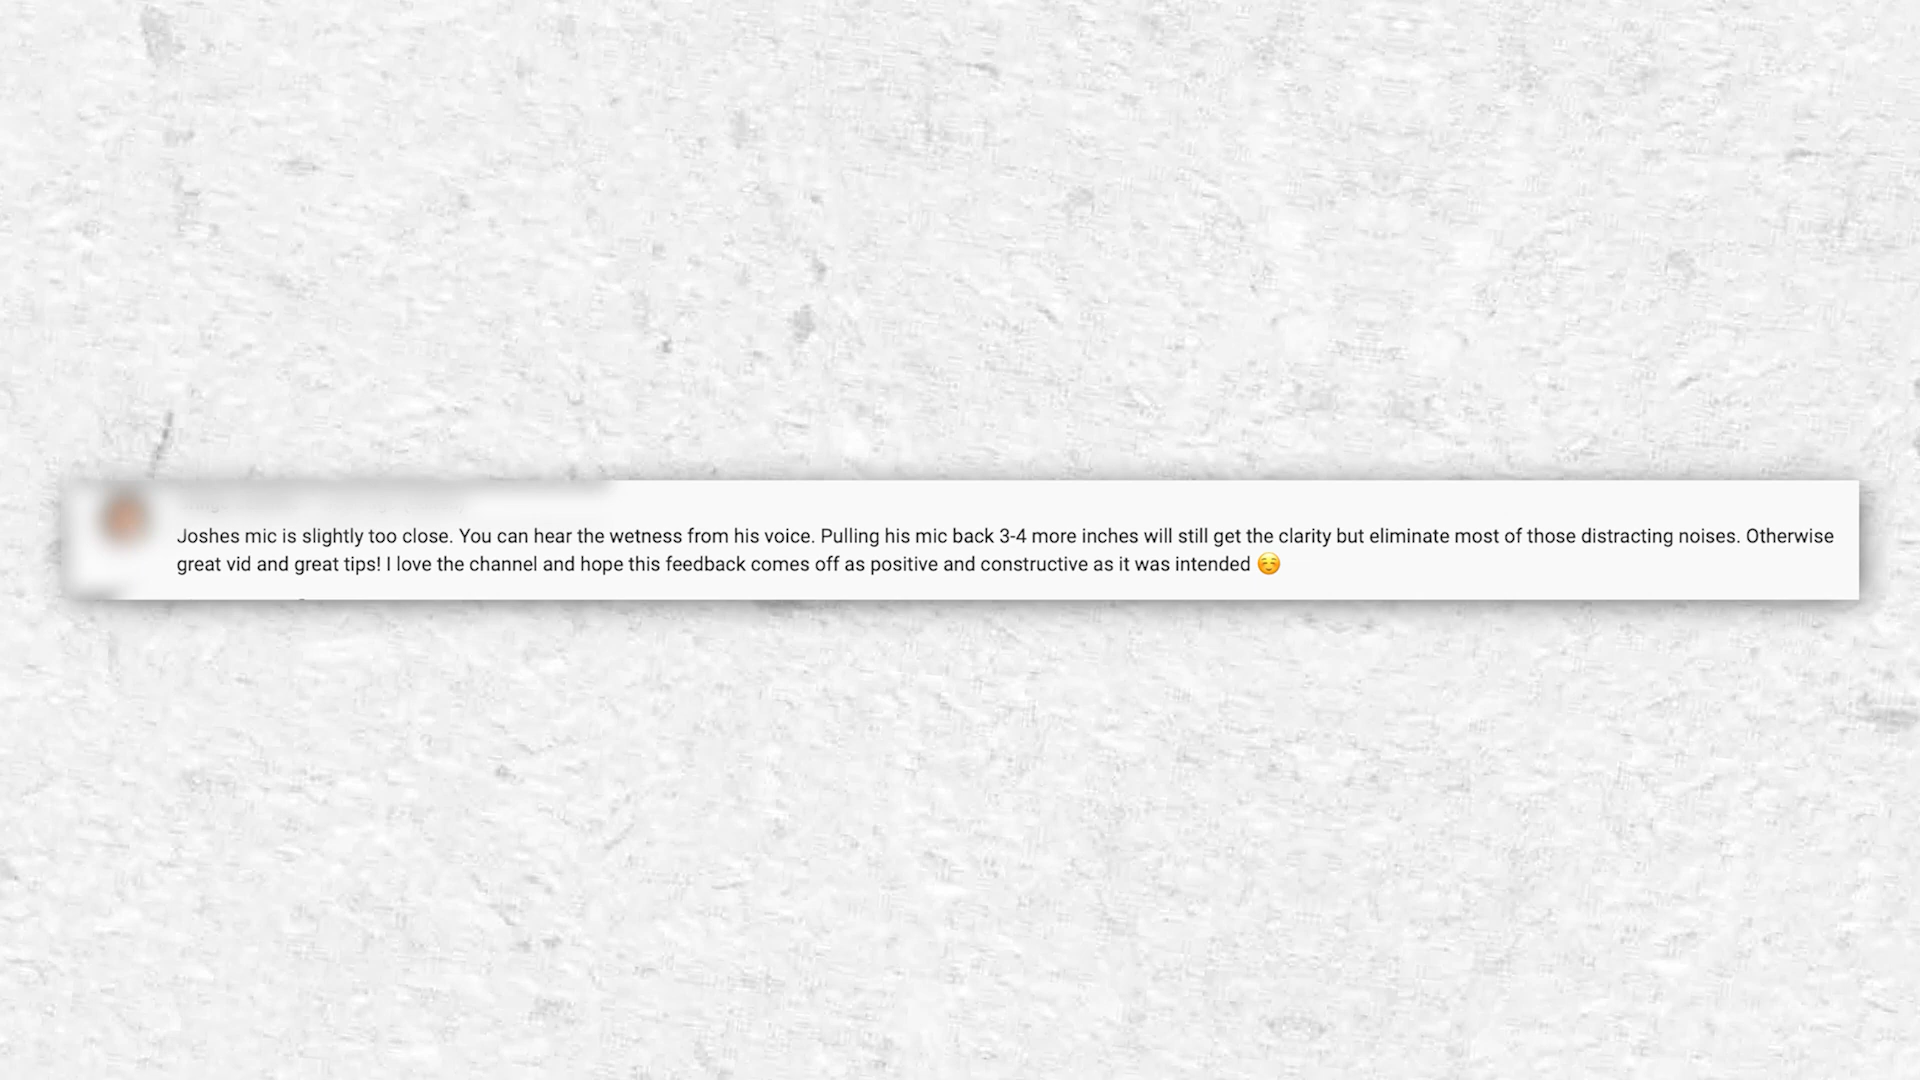 Joshes mic is slightly too close. You can hear the wetness from his voice. Pulling his mic back 3-4 more inches will still get the clarity but eliminate most of those distracting noises. Otherwise
great vid and great tips! I love the channel and hope this feedback comes off as positive and constructive as it was intended ☺️